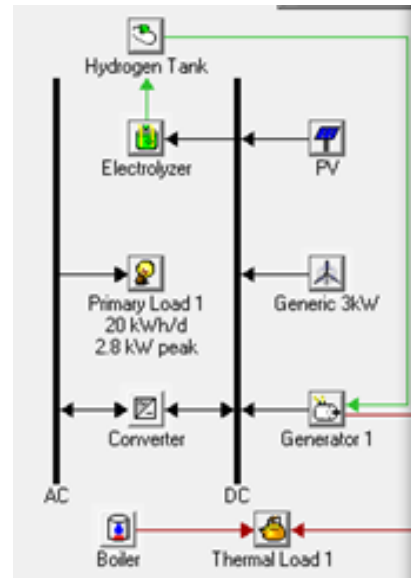 Hydrogen Tank
Electrolyzer
PV
Primary Load 1
20 kWh/d
2.8 kW peak
Generic 3kW
Converter
Generator 1
AC
DC
Boiler
Thermal Load 1